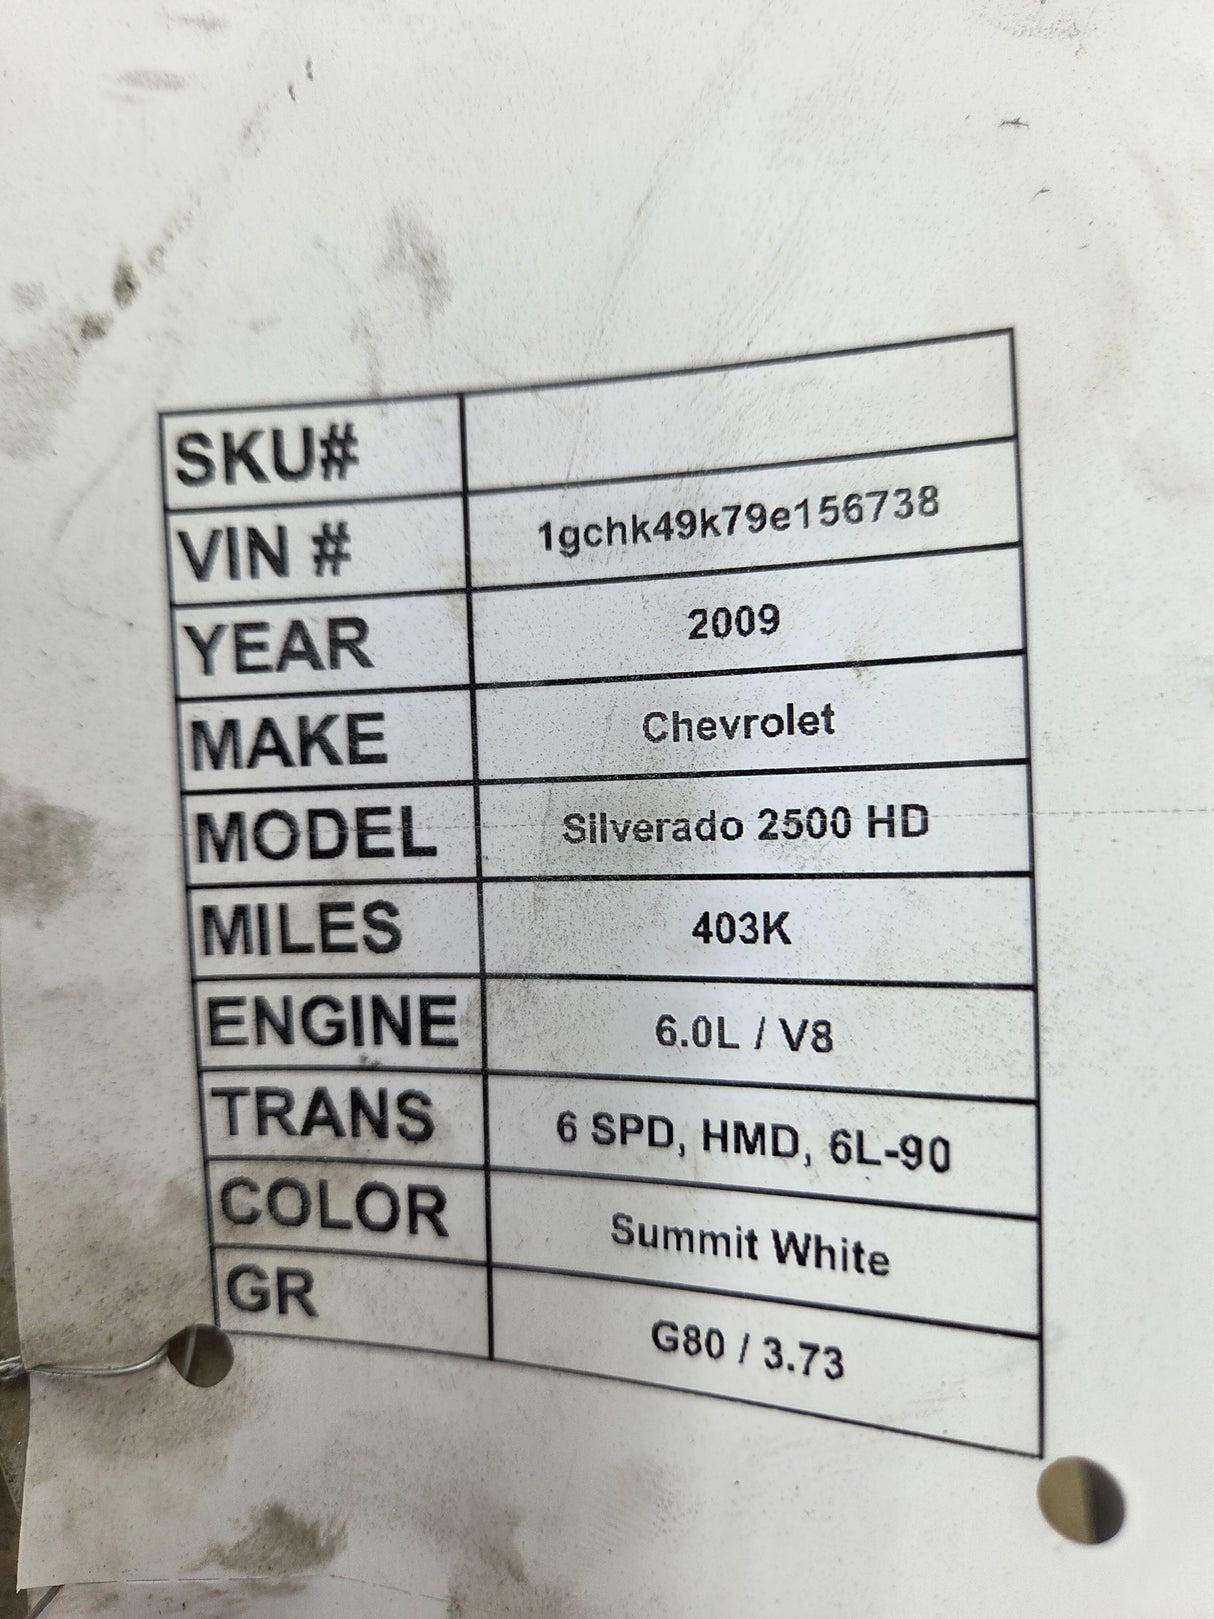 SKU#
VIN # 1gchk49k79e156738
YEAR 2009
MAKE Chevrolet
MODEL Silverado 2500 HD
MILES 403K
ENGINE 6.0L / V8
TRANS 6 SPD, HMD, 6L-90
COLOR Summit White
GR G80 / 3.73